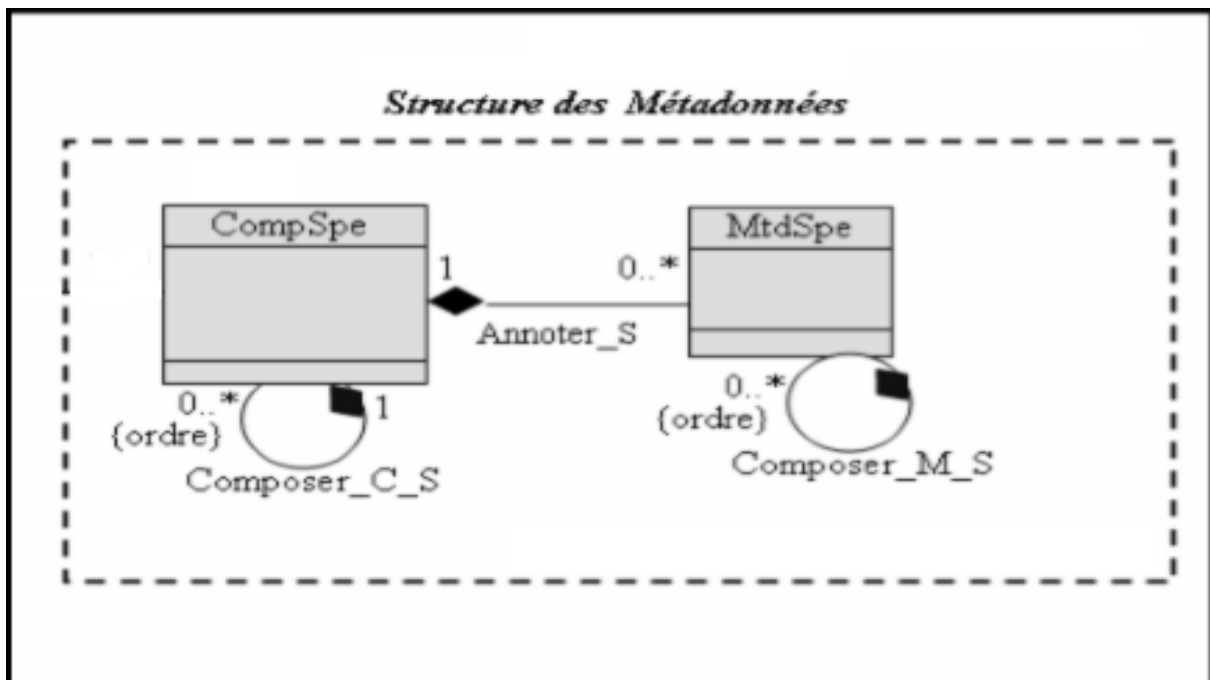 Structure des Métadonnées
CompSpe
MtdSpe
1
0..*
Annoter_S
0..*
{ordre}
1
Composer_C_S
0..*
{ordre}
Composer_M_S